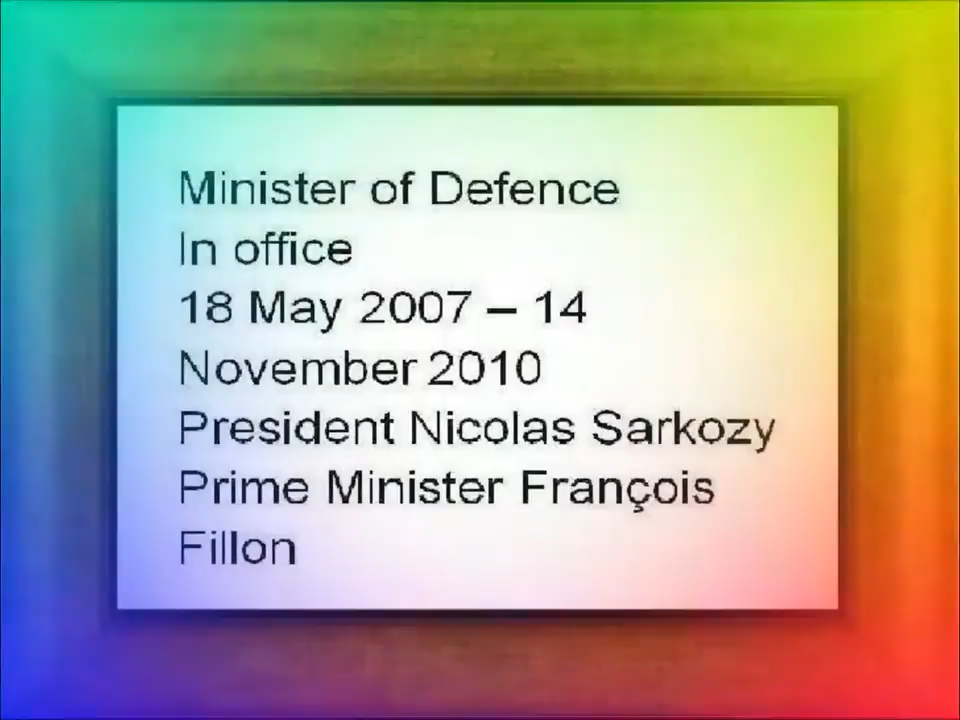 Minister of Defence
In office
18 May 2007 – 14
November 2010
President Nicolas Sarkozy
Prime Minister François
Fillon